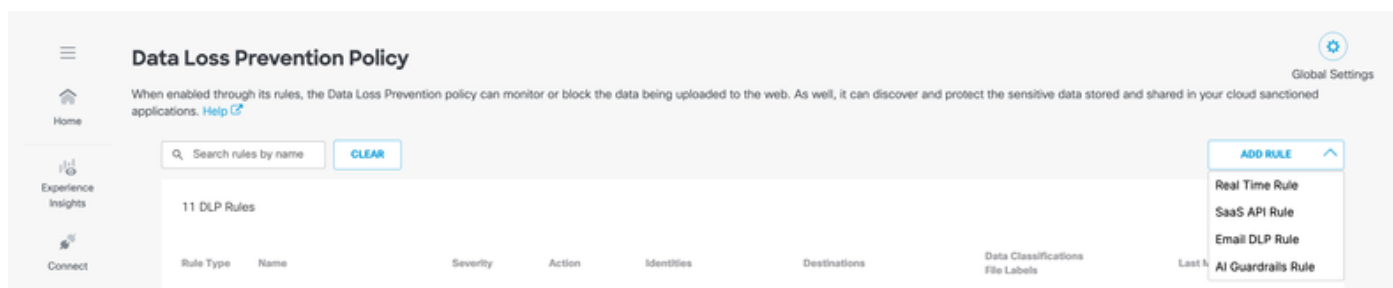 Data Loss Prevention Policy
Global Settings
When enabled through its rules, the Data Loss Prevention policy can monitor or block the data being uploaded to the web. As well, it can discover and protect the sensitive data stored and shared in your cloud sanctioned
applications. Help
Home
Search rules by name CLEAR ADD RULE
Experience
Insights
Real Time Rule
SaaS API Rule
Email DLP Rule
AI Guardrails Rule
11 DLP Rules
Connect
Rule Type Name Severity Action Identities Destinations Data Classifications
File Labels
Last M